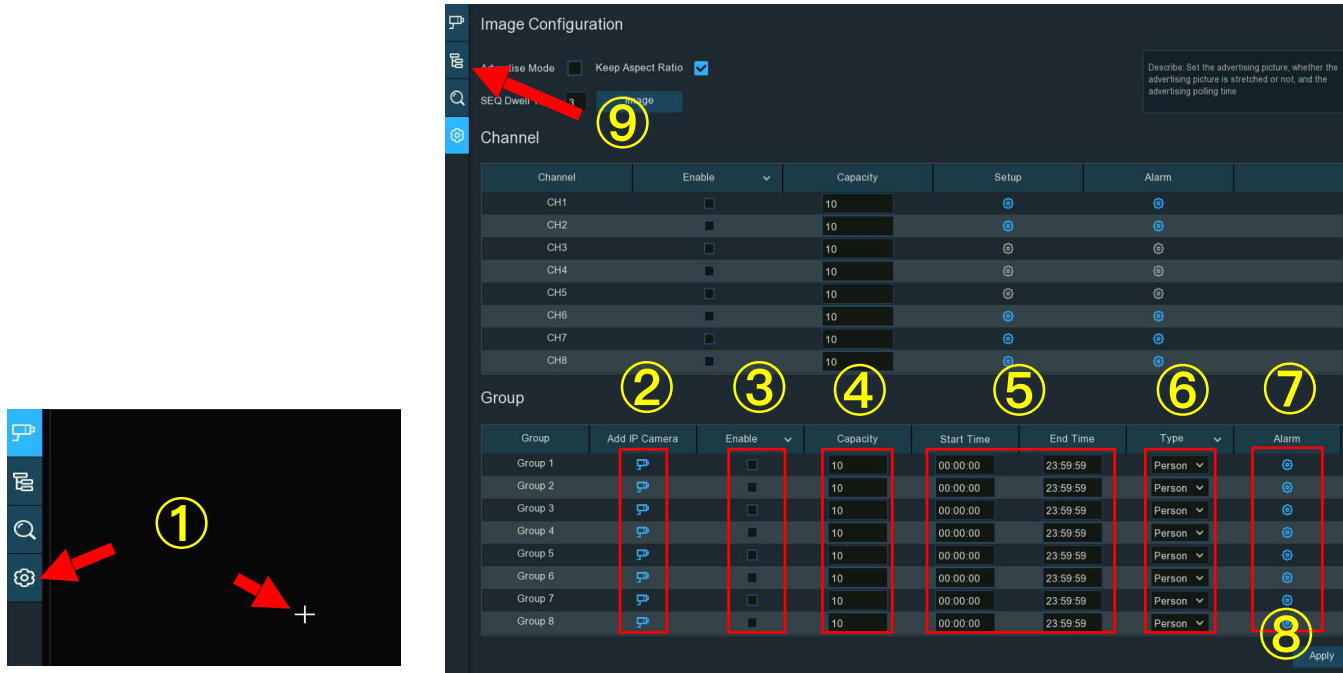 Image Configuration
Advertise Mode Keep Aspect Ratio
Describe: Set the advertising picture, whether the
advertising picture is stretched or not, and the
advertising polling time
SEQ Dwell 3 Image
⑨
Channel
Channel Enable Capacity Setup Alarm
CH1 10
CH2 10
CH3 10
CH4 10
CH5 10
CH6 10
CH7 10
CH8 10
② ③ ④ ⑤ ⑥ ⑦
Group
Group Add IP Camera Enable Capacity Start Time End Time Type Alarm
Group 1 10 00:00:00 23:59:59 Person
Group 2 10 00:00:00 23:59:59 Person
Group 3 10 00:00:00 23:59:59 Person
Group 4 10 00:00:00 23:59:59 Person
Group 5 10 00:00:00 23:59:59 Person
Group 6 10 00:00:00 23:59:59 Person
Group 7 10 00:00:00 23:59:59 Person
Group 8 10 00:00:00 23:59:59 Person
⑧
Apply
①